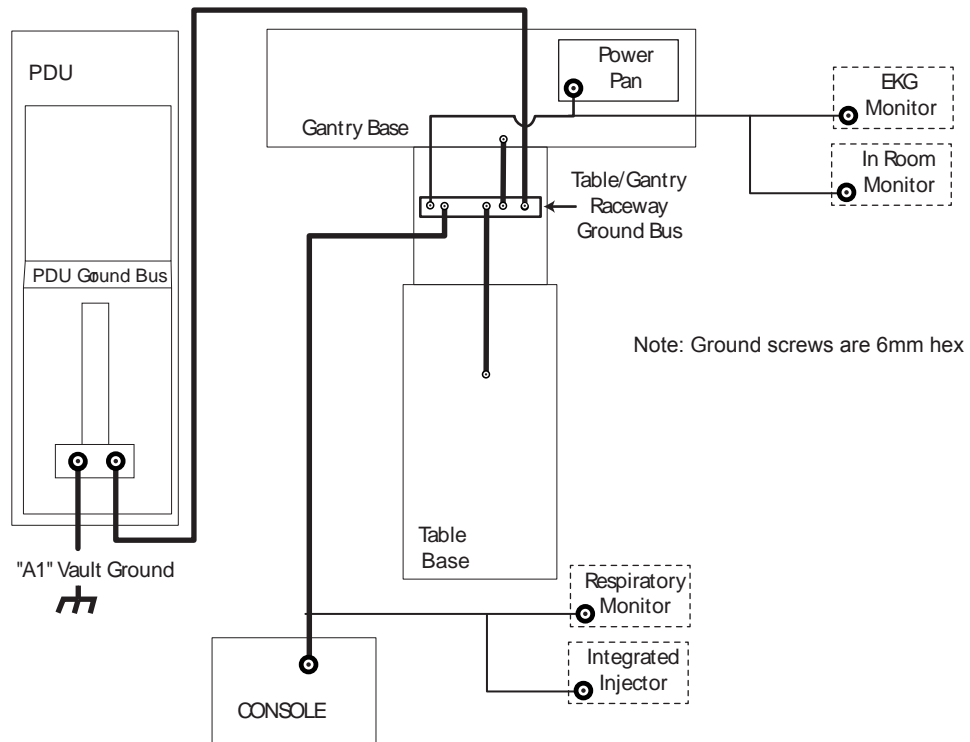 PDU
Power
Pan
Gantry Base
EKG
Monitor
In Room
Monitor
Table/Gantry
Raceway
Ground Bus
PDU Ground Bus
Note: Ground screws are 6mm hex
Table
Base
"A1" Vault Ground
Respiratory
Monitor
Integrated
Injector
CONSOLE